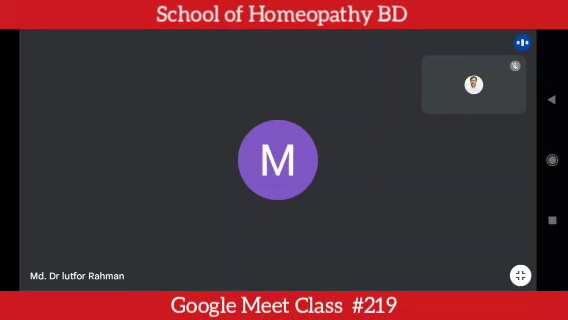 School of Homeopathy BD
M
Md. Dr lutfor Rahman
Google Meet Class #219